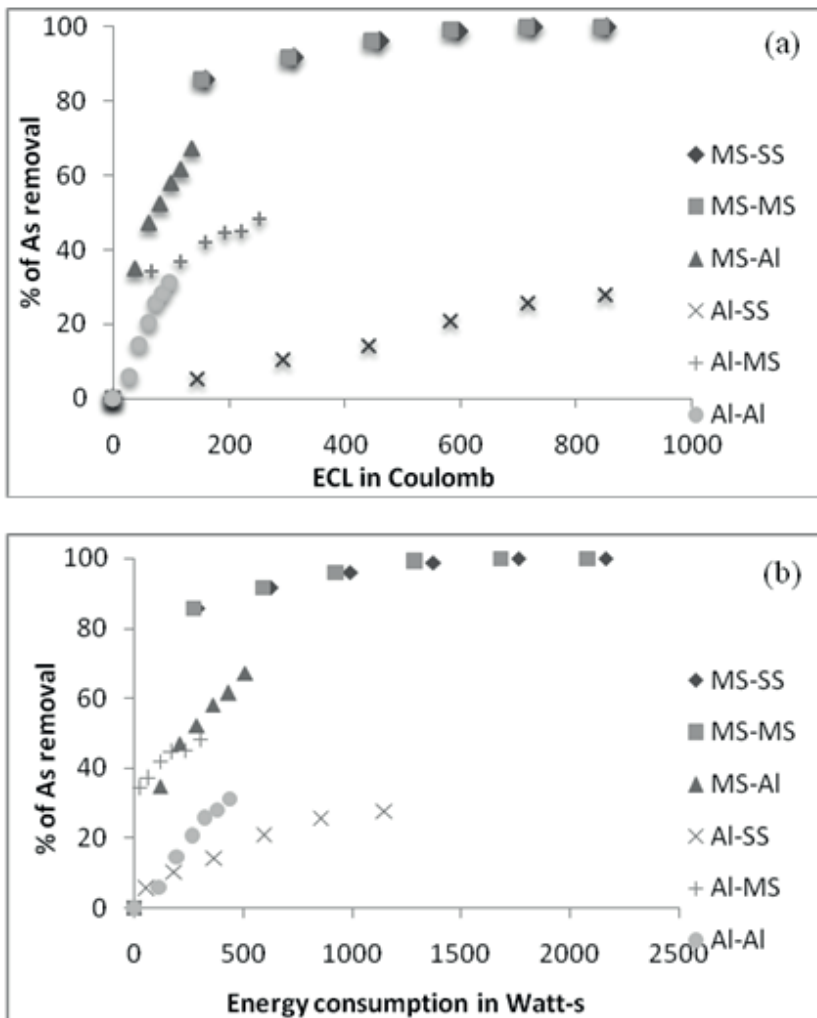 (a)
% of As removal
100
80
60
40
20
0
0 200 400 600 800 1000
ECL in Coulomb
MS-SS
MS-MS
MS-Al
Al-SS
Al-MS
Al-Al
(b)
% of As removal
100
80
60
40
20
0
0 500 1000 1500 2000 2500
Energy consumption in Watt-s
MS-SS
MS-MS
MS-Al
Al-SS
Al-MS
Al-Al